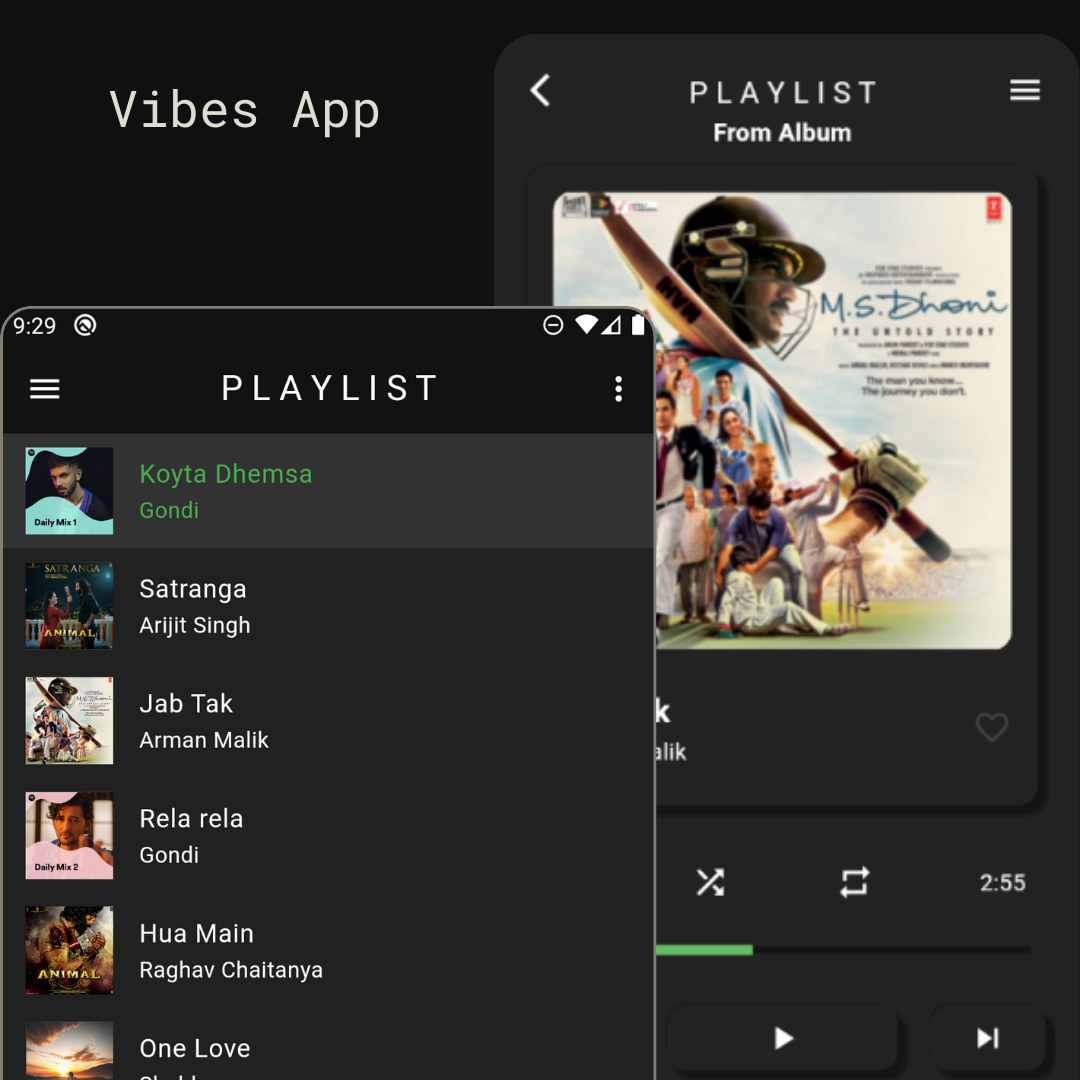 Vibes App
PLAYLIST
From Album
M.S.Dhoni
THE UNTOLD STORY
The man you know...
The journey you don't.
k
alik
2:55
9:29
PLAYLIST
Daily Mix 1
Koyta Dhemsa
Gondi
SATRANGA
ANIMAL
Satranga
Arijit Singh
Jab Tak
Arman Malik
Daily Mix 2
Rela rela
Gondi
ANIMAL
Hua Main
Raghav Chaitanya
One Love